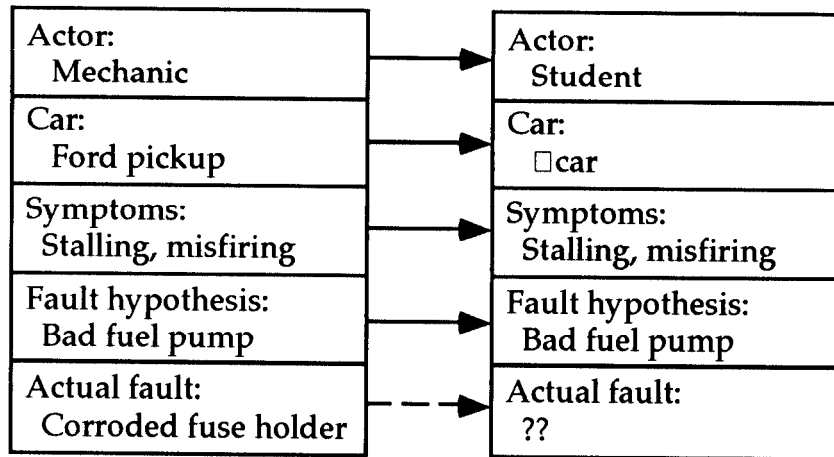 Actor:
Mechanic
Car:
Ford pickup
Symptoms:
Stalling, misfiring
Fault hypothesis:
Bad fuel pump
Actual fault:
Corroded fuse holder
Actor:
Student
Car:
□car
Symptoms:
Stalling, misfiring
Fault hypothesis:
Bad fuel pump
Actual fault:
??